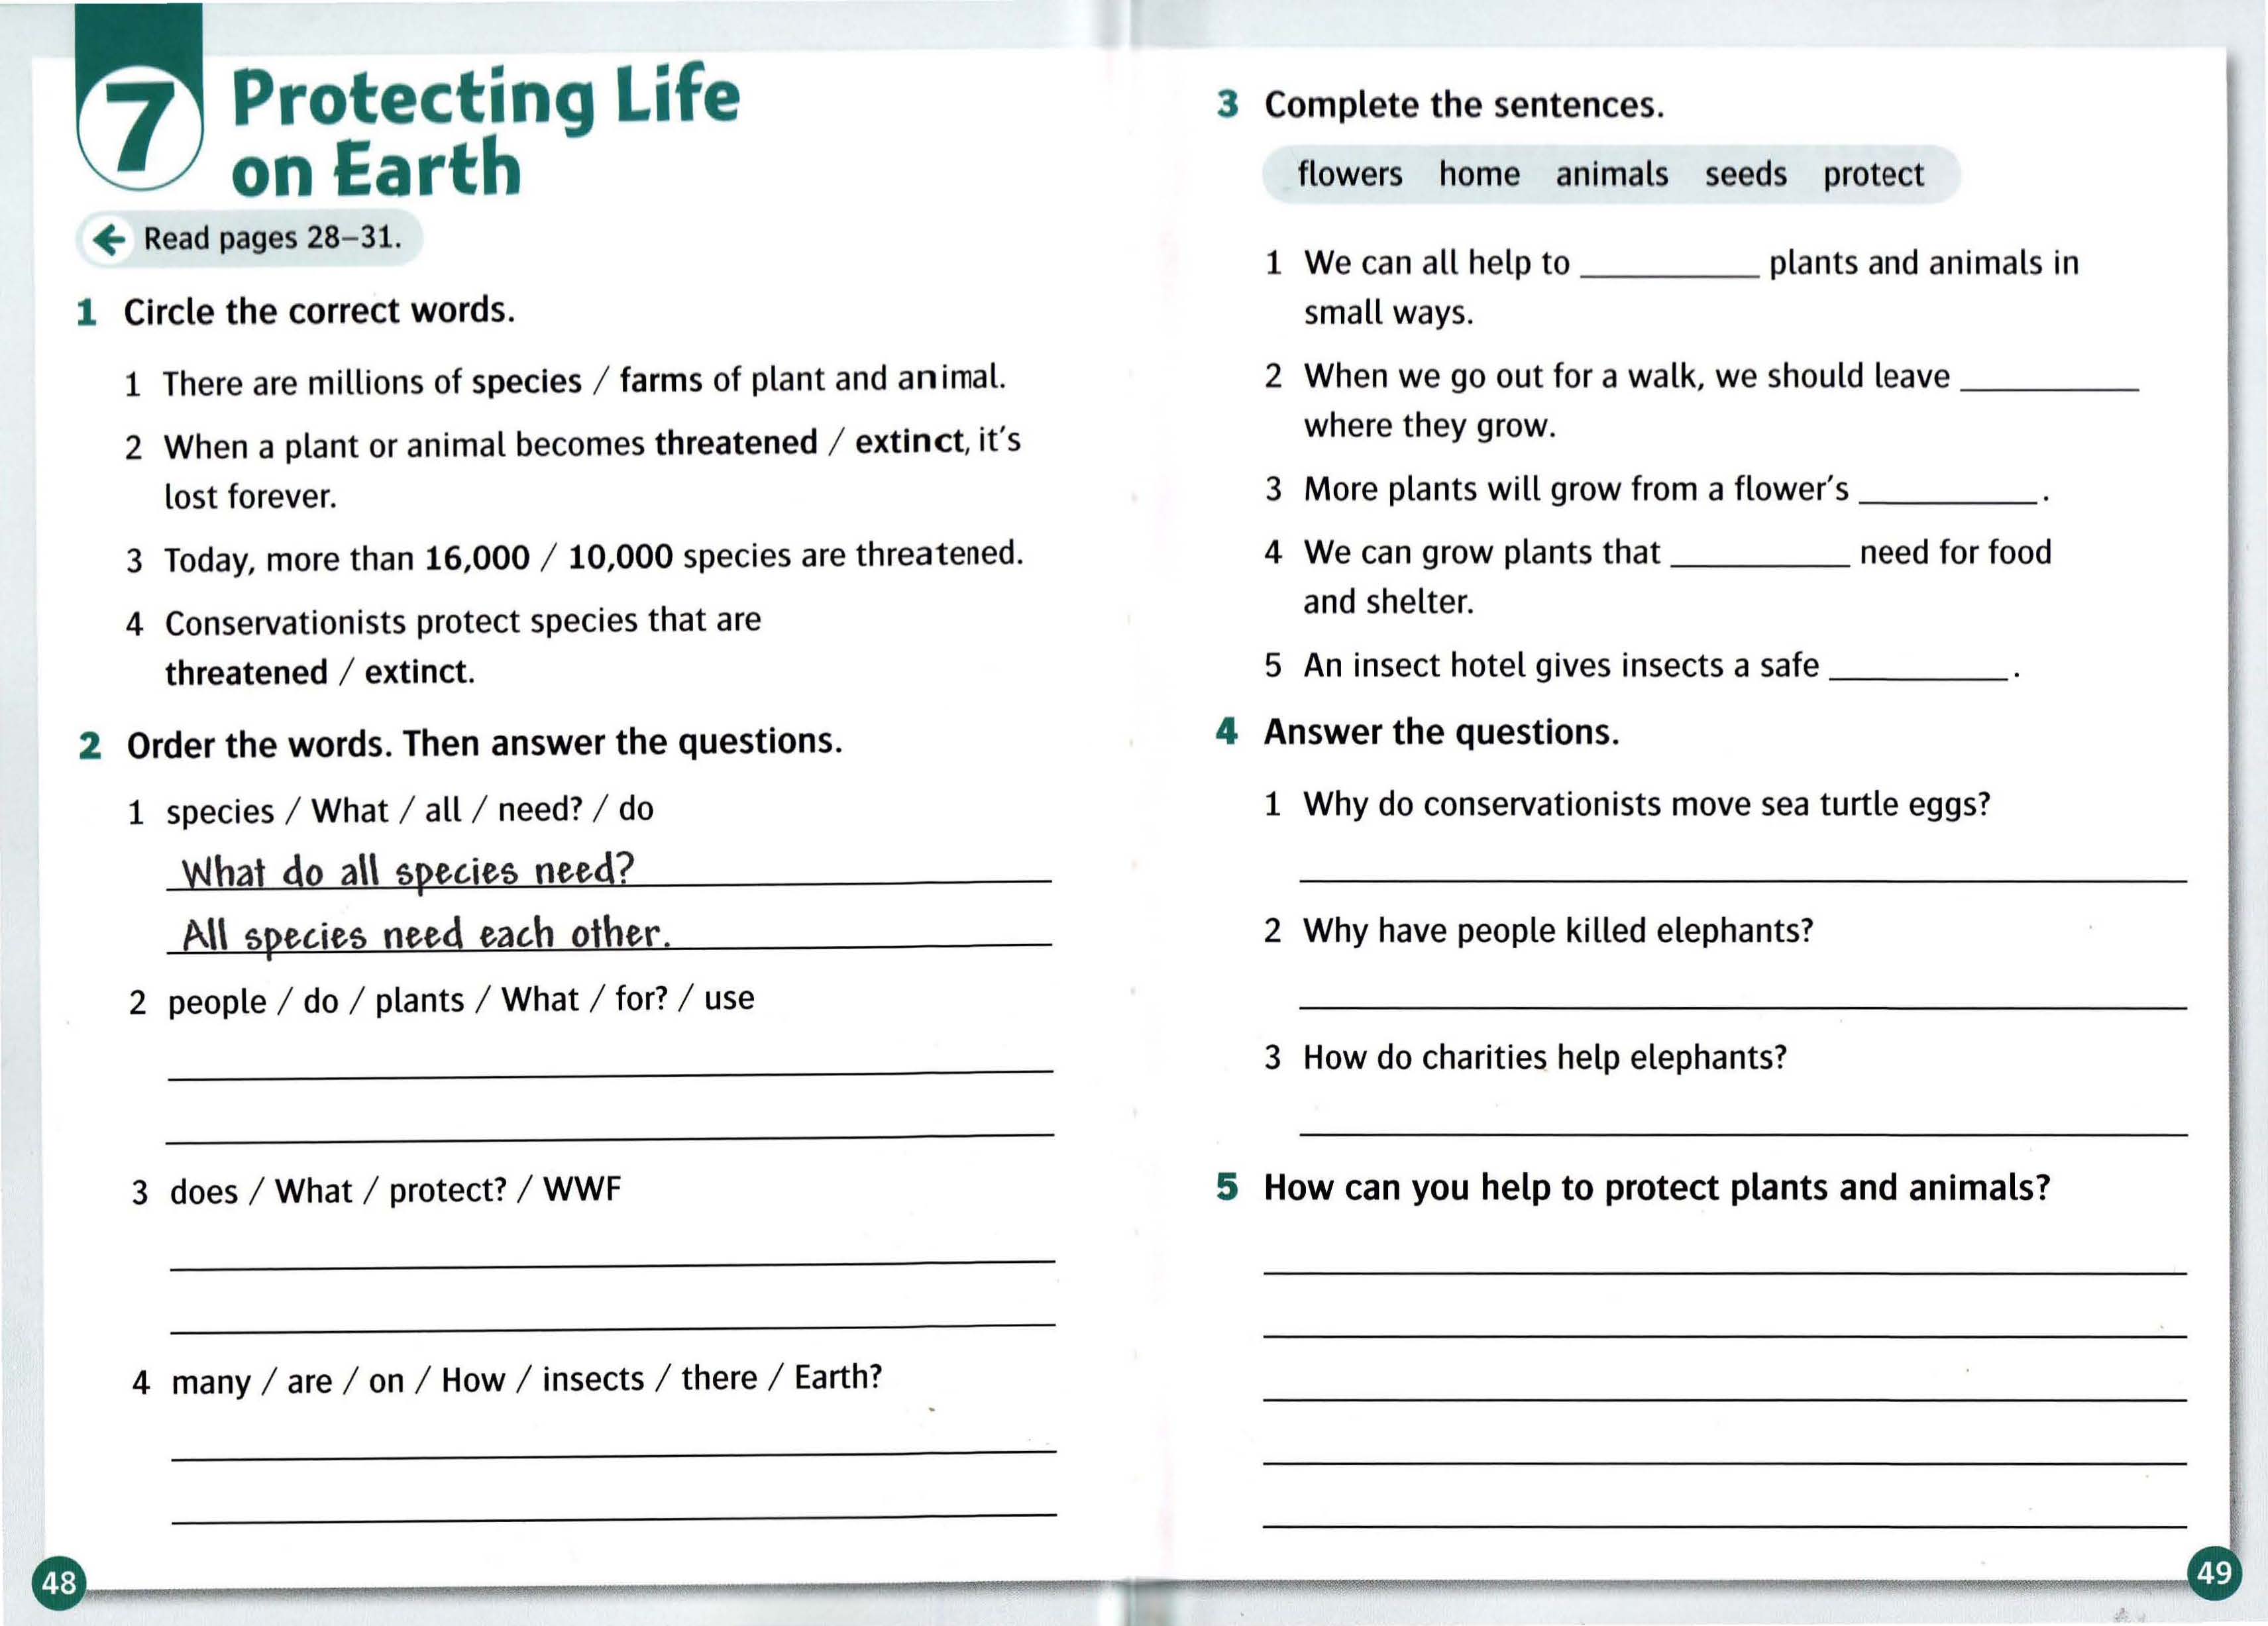 7 Protecting Life
on Earth
← Read pages 28–31.
1 Circle the correct words.
1 There are millions of species / farms of plant and animal.
2 When a plant or animal becomes threatened / extinct, it's
lost forever.
3 Today, more than 16,000 / 10,000 species are threatened.
4 Conservationists protect species that are
threatened / extinct.
2 Order the words. Then answer the questions.
1 species / What / all / need? / do
What do all species need?
All species need each other.
2 people / do / plants / What / for? / use
3 does / What / protect? / WWF
4 many / are / on / How / insects / there / Earth?
48
3 Complete the sentences.
flowers home animals seeds protect
1 We can all help to __________ plants and animals in
small ways.
2 When we go out for a walk, we should leave __________
where they grow.
3 More plants will grow from a flower's __________.
4 We can grow plants that __________ need for food
and shelter.
5 An insect hotel gives insects a safe __________.
4 Answer the questions.
1 Why do conservationists move sea turtle eggs?
2 Why have people killed elephants?
3 How do charities help elephants?
5 How can you help to protect plants and animals?
49